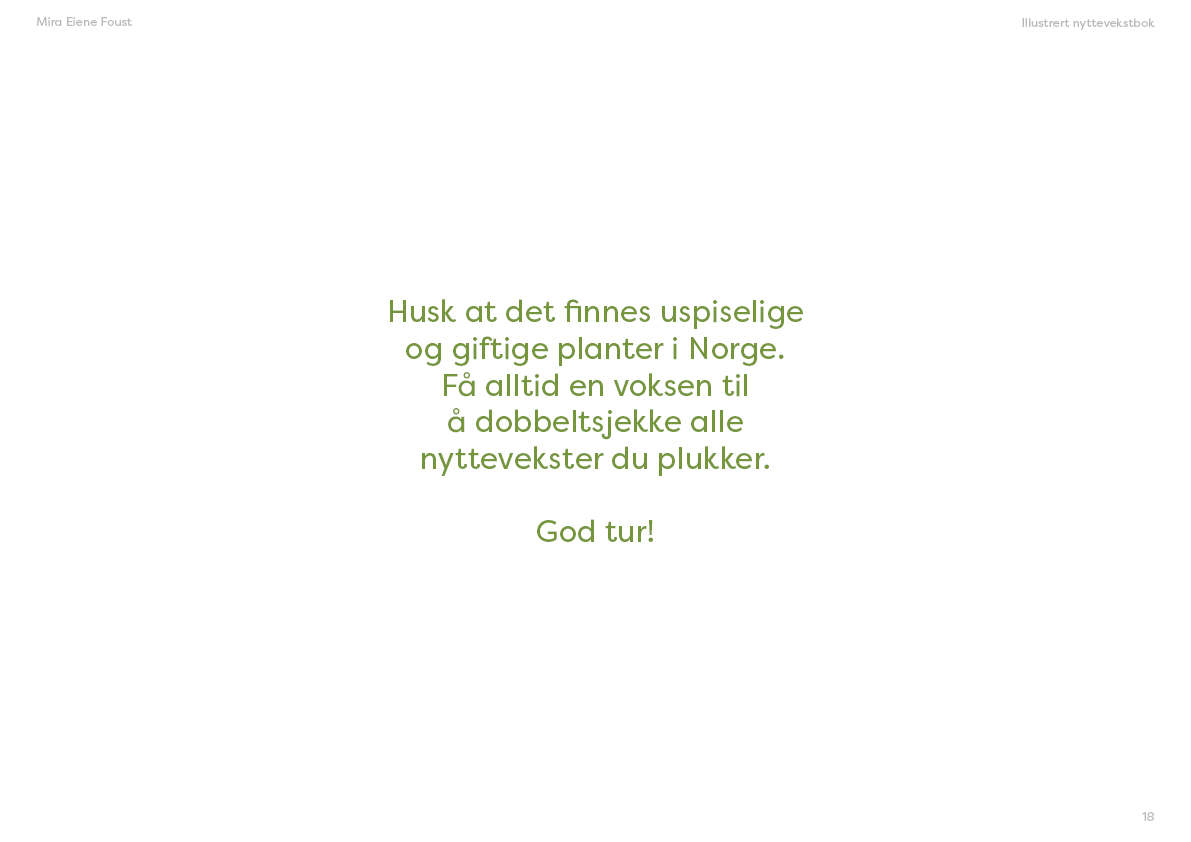 Mira Eiene Foust
Illustrert nyttevekstbok
Husk at det finnes uspiselige
og giftige planter i Norge.
Få alltid en voksen til
å dobbeltsjekke alle
nyttevekster du plukker.
God tur!
18